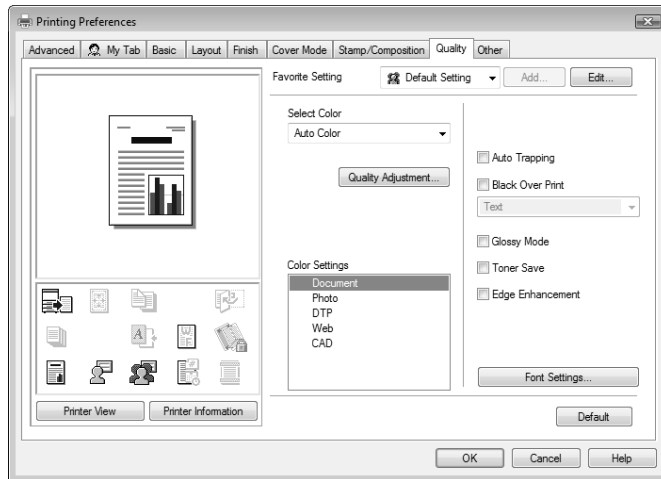 Printing Preferences
Advanced My Tab Basic Layout Finish Cover Mode Stamp/Composition Quality Other
Favorite Setting Default Setting Add... Edit...
Select Color
Auto Color
Auto Trapping
Quality Adjustment...
Black Over Print
Text
Glossy Mode
Color Settings
Toner Save
Document
Photo
Edge Enhancement
DTP
Web
CAD
Font Settings...
Printer View Printer Information
Default
OK Cancel Help